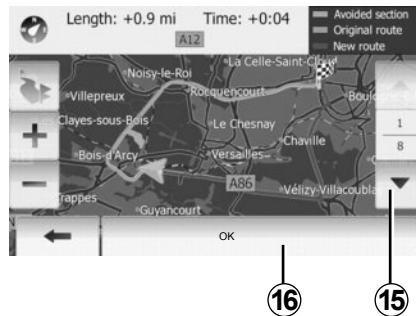 Length: +0.9 mi Time: +0:04
A12
Avoided section
Original route
New route
La Celle-Saint-Cloud
Noisy-le-Roi
Villepreux
Rocquencourt
Clayes-sous-Bois
Le Chesnay
1
8
Chaville
Bois-d'Arcy
Versailles
A86
Vélizy-Villacoubla
rappes
Guyancourt
OK
16
15